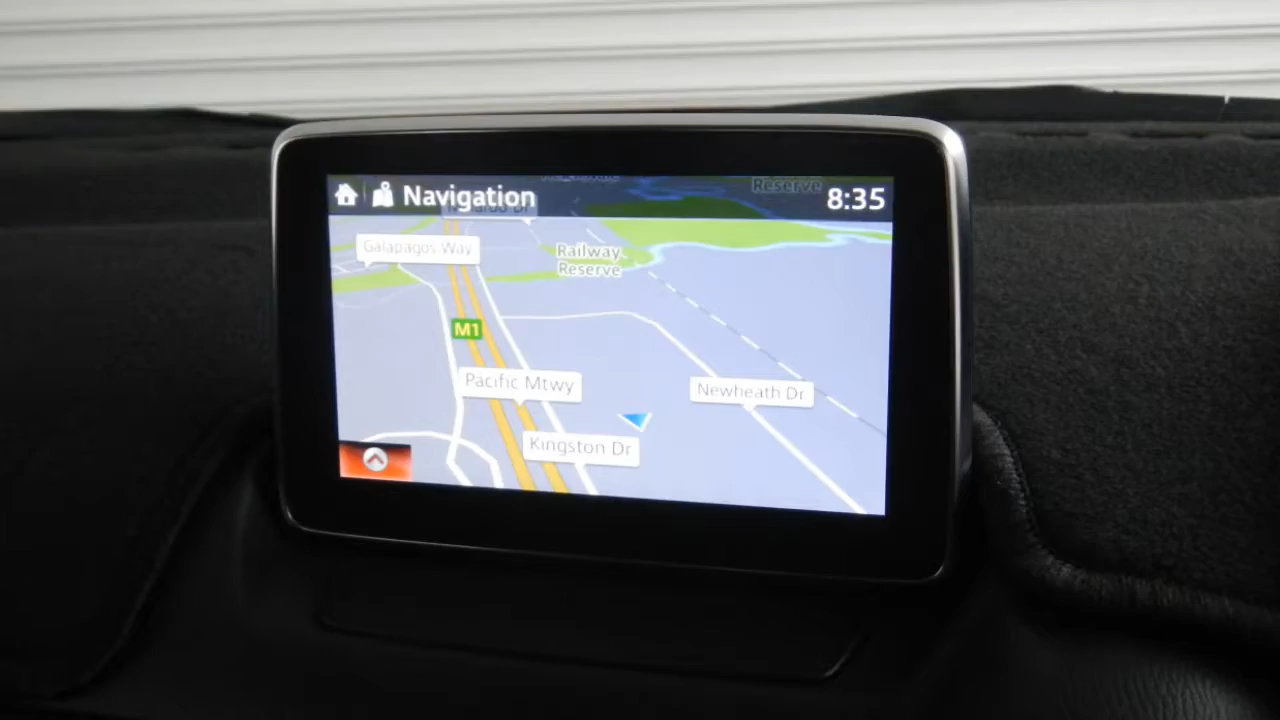 Navigation
Reserve
8:35
Galapagos Way
Railway
Reserve
M1
Pacific Mtwy
Newheath Dr
Kingston Dr